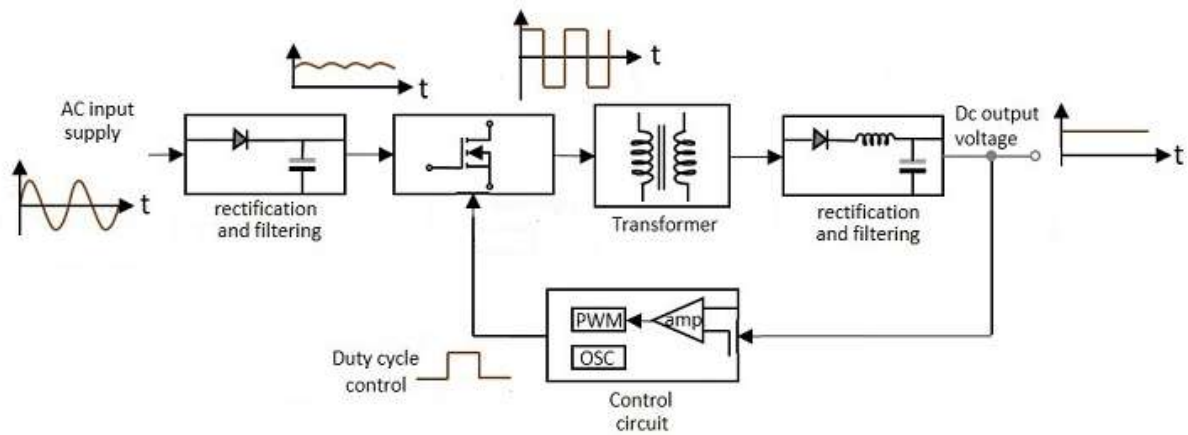 AC input
supply
t
rectification
and filtering
t
t
Transformer
rectification
and filtering
Dc output
voltage
t
PWM
amp
OSC
Control
circuit
Duty cycle
control